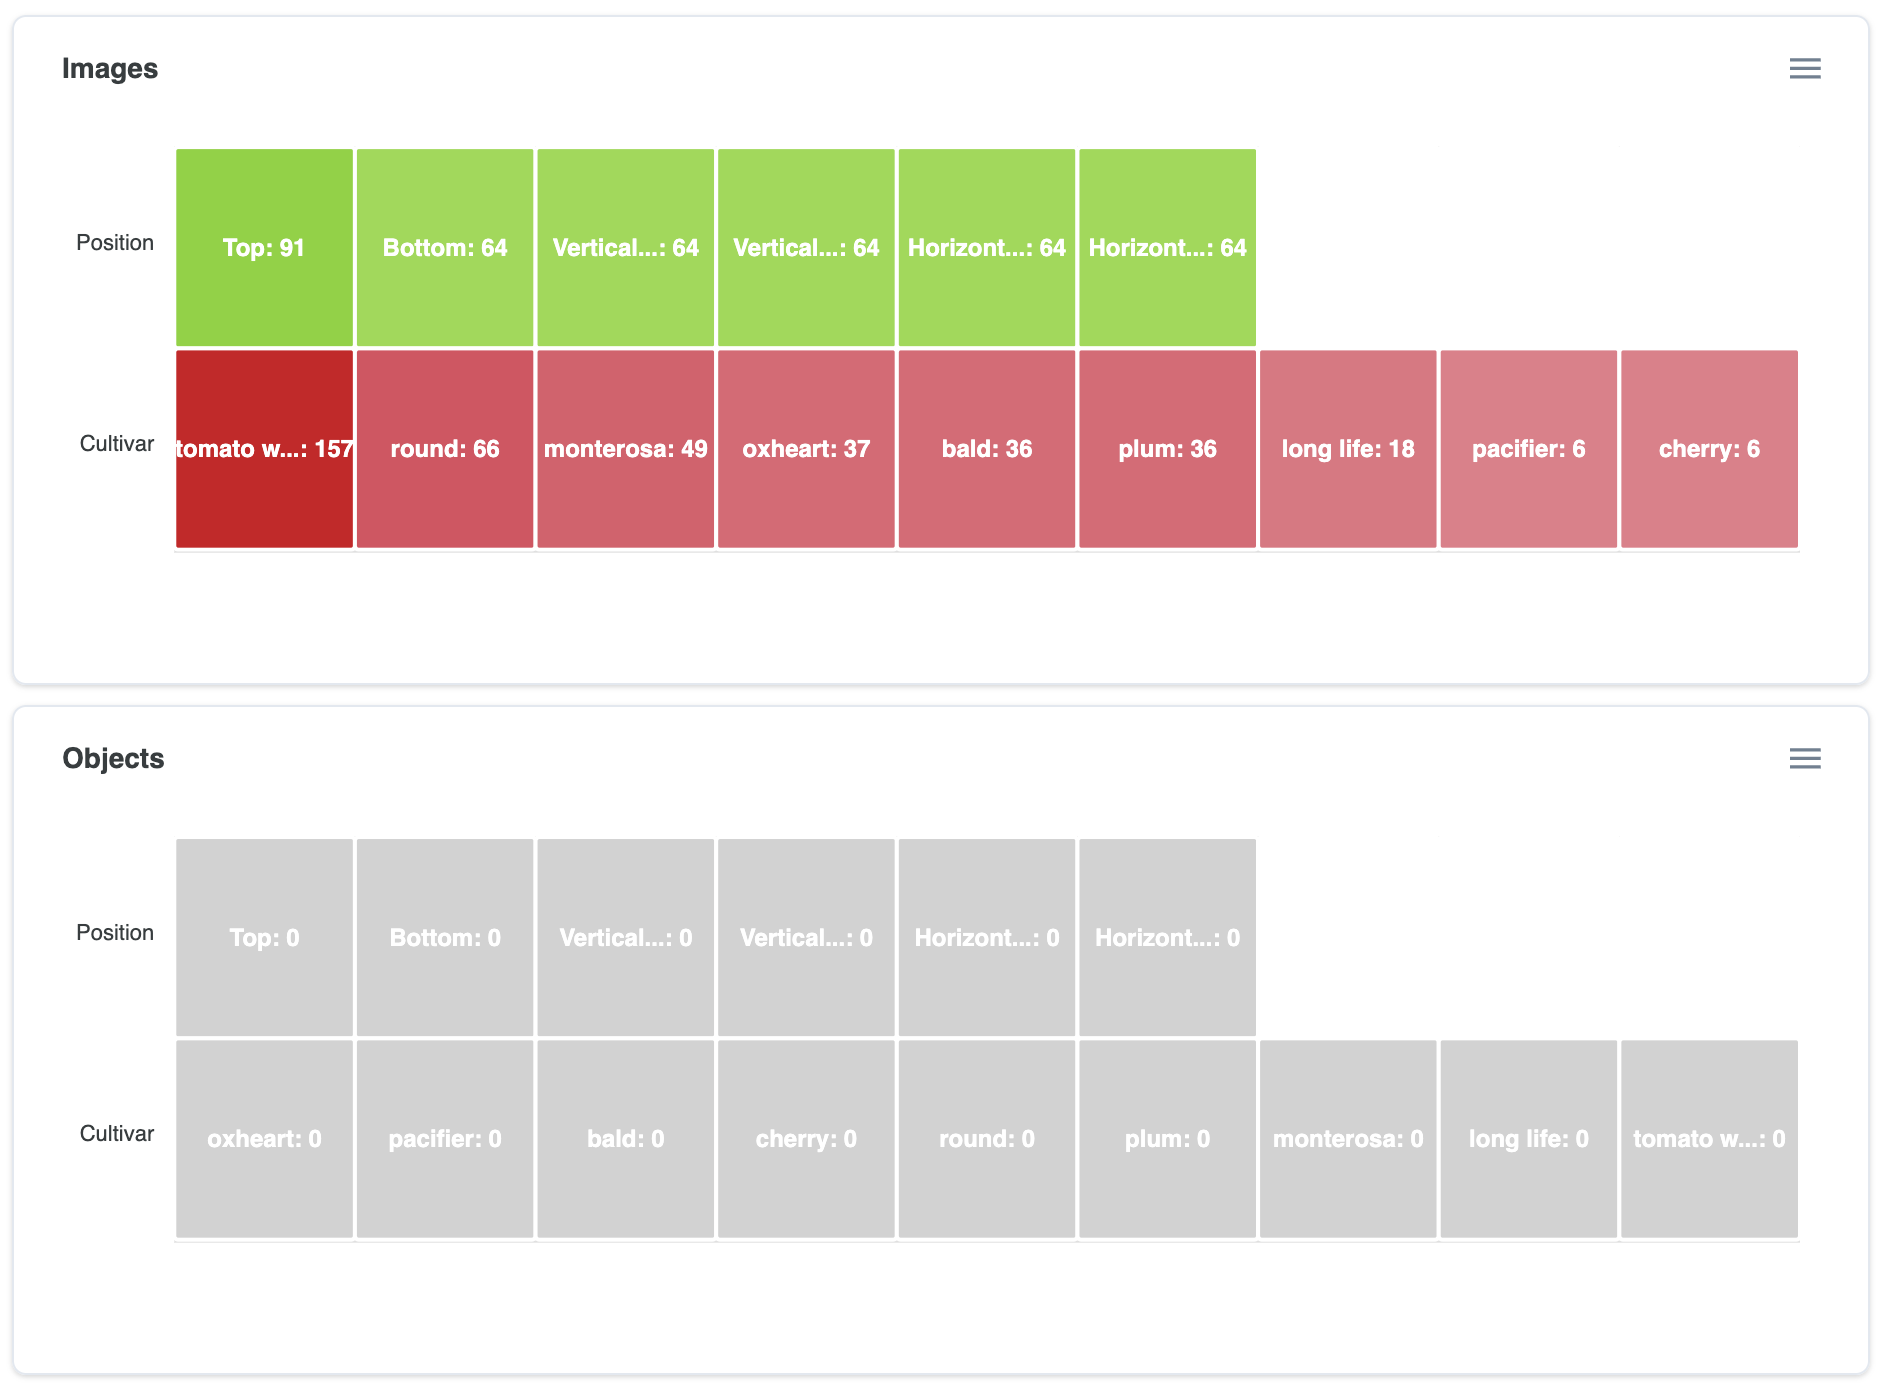 Images
Position
Top: 91 Bottom: 64 Vertical...: 64 Vertical...: 64 Horizont...: 64 Horizont...: 64
Cultivar
tomato w...: 157 round: 66 monterosa: 49 oxheart: 37 bald: 36 plum: 36 long life: 18 pacifier: 6 cherry: 6
Objects
Position
Top: 0 Bottom: 0 Vertical...: 0 Vertical...: 0 Horizont...: 0 Horizont...: 0
Cultivar
oxheart: 0 pacifier: 0 bald: 0 cherry: 0 round: 0 plum: 0 monterosa: 0 long life: 0 tomato w...: 0